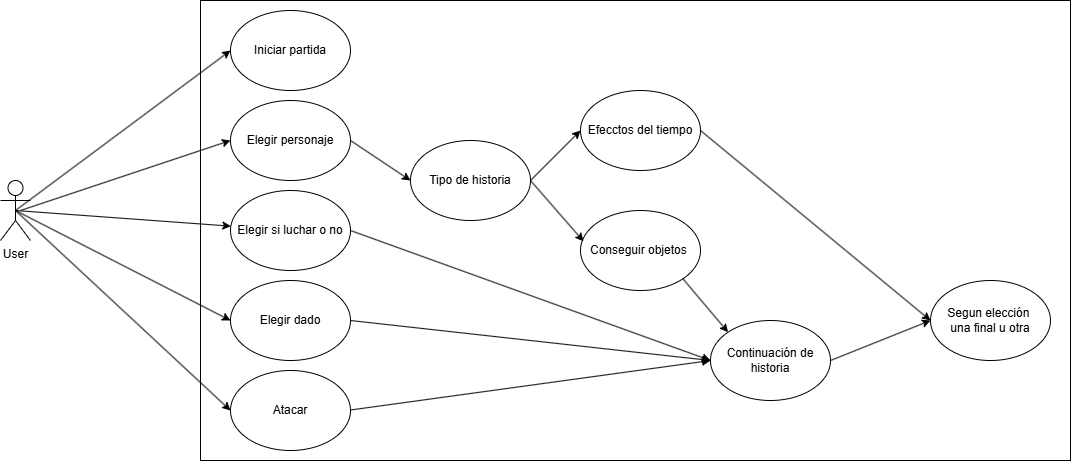 Iniciar partida
Elegir personaje
Efecctos del tiempo
Tipo de historia
Elegir si luchar o no
User
Conseguir objetos
Elegir dado
Segun elección
una final u otra
Continuación de
historia
Atacar